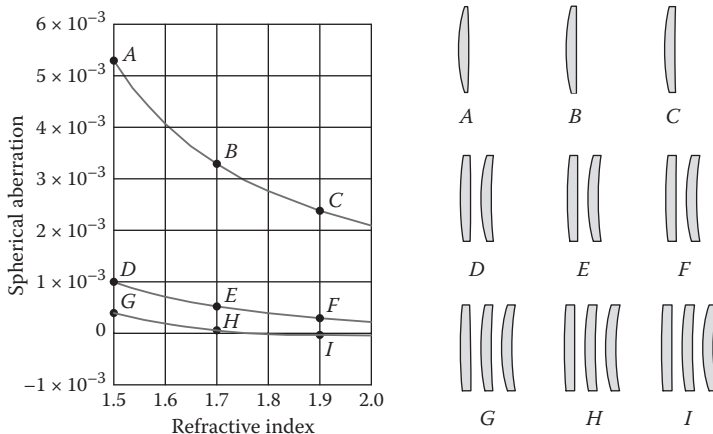 6 × 10⁻³
5 × 10⁻³
4 × 10⁻³
3 × 10⁻³
2 × 10⁻³
1 × 10⁻³
0
−1 × 10⁻³
Spherical aberration
1.5 1.6 1.7 1.8 1.9 2.0
Refractive index
A
B
C
D
E
F
G
H
I
A B C
D E F
G H I